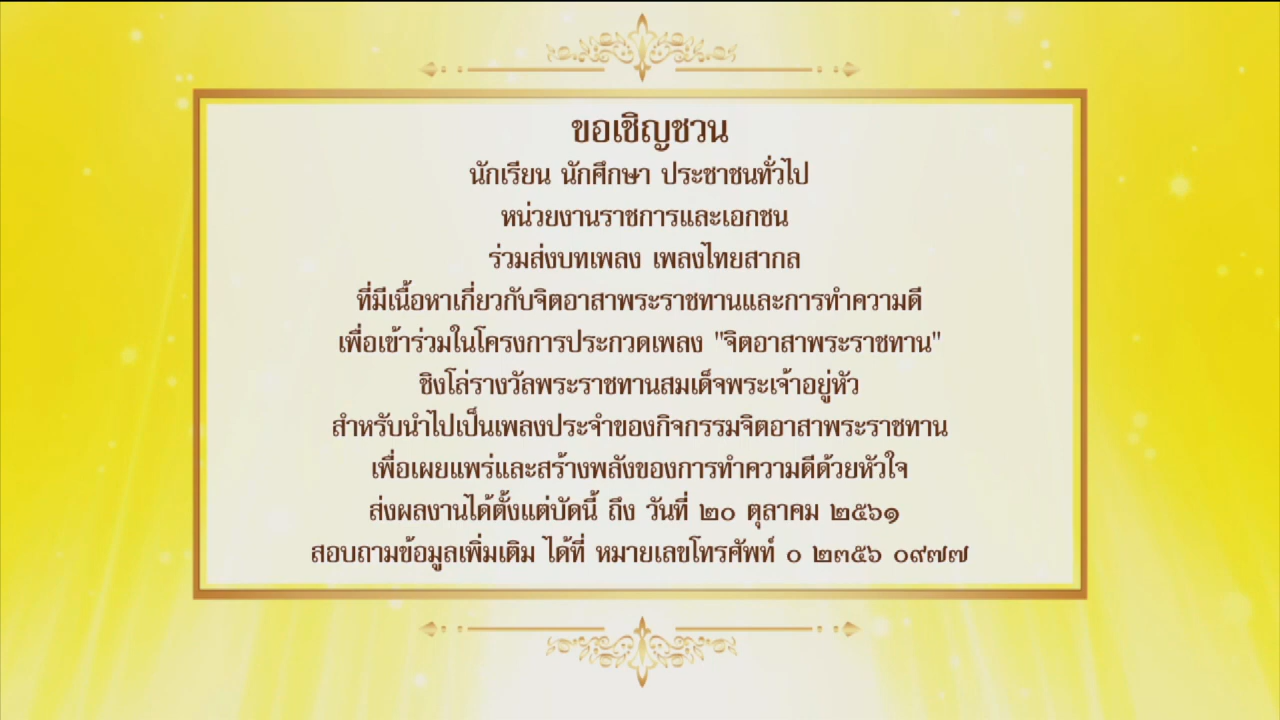 ขอเชิญชวน
นักเรียน นักศึกษา ประชาชนทั่วไป
หน่วยงานราชการและเอกชน
ร่วมส่งบทเพลง เพลงไทยสากล
ที่มีเนื้อหาเกี่ยวกับจิตอาสาพระราชทานและการทำความดี
เพื่อเข้าร่วมในโครงการประกวดเพลง "จิตอาสาพระราชทาน"
ชิงโล่รางวัลพระราชทานสมเด็จพระเจ้าอยู่หัว
สำหรับนำไปเป็นเพลงประจำของกิจกรรมจิตอาสาพระราชทาน
เพื่อเผยแพร่และสร้างพลังของการทำความดีด้วยหัวใจ
ส่งผลงานได้ตั้งแต่บัดนี้ ถึง วันที่ ๒๐ ตุลาคม ๒๕๖๑
สอบถามข้อมูลเพิ่มเติม ได้ที่ หมายเลขโทรศัพท์ ๐ ๒๓๕๖ ๐๙๗๗